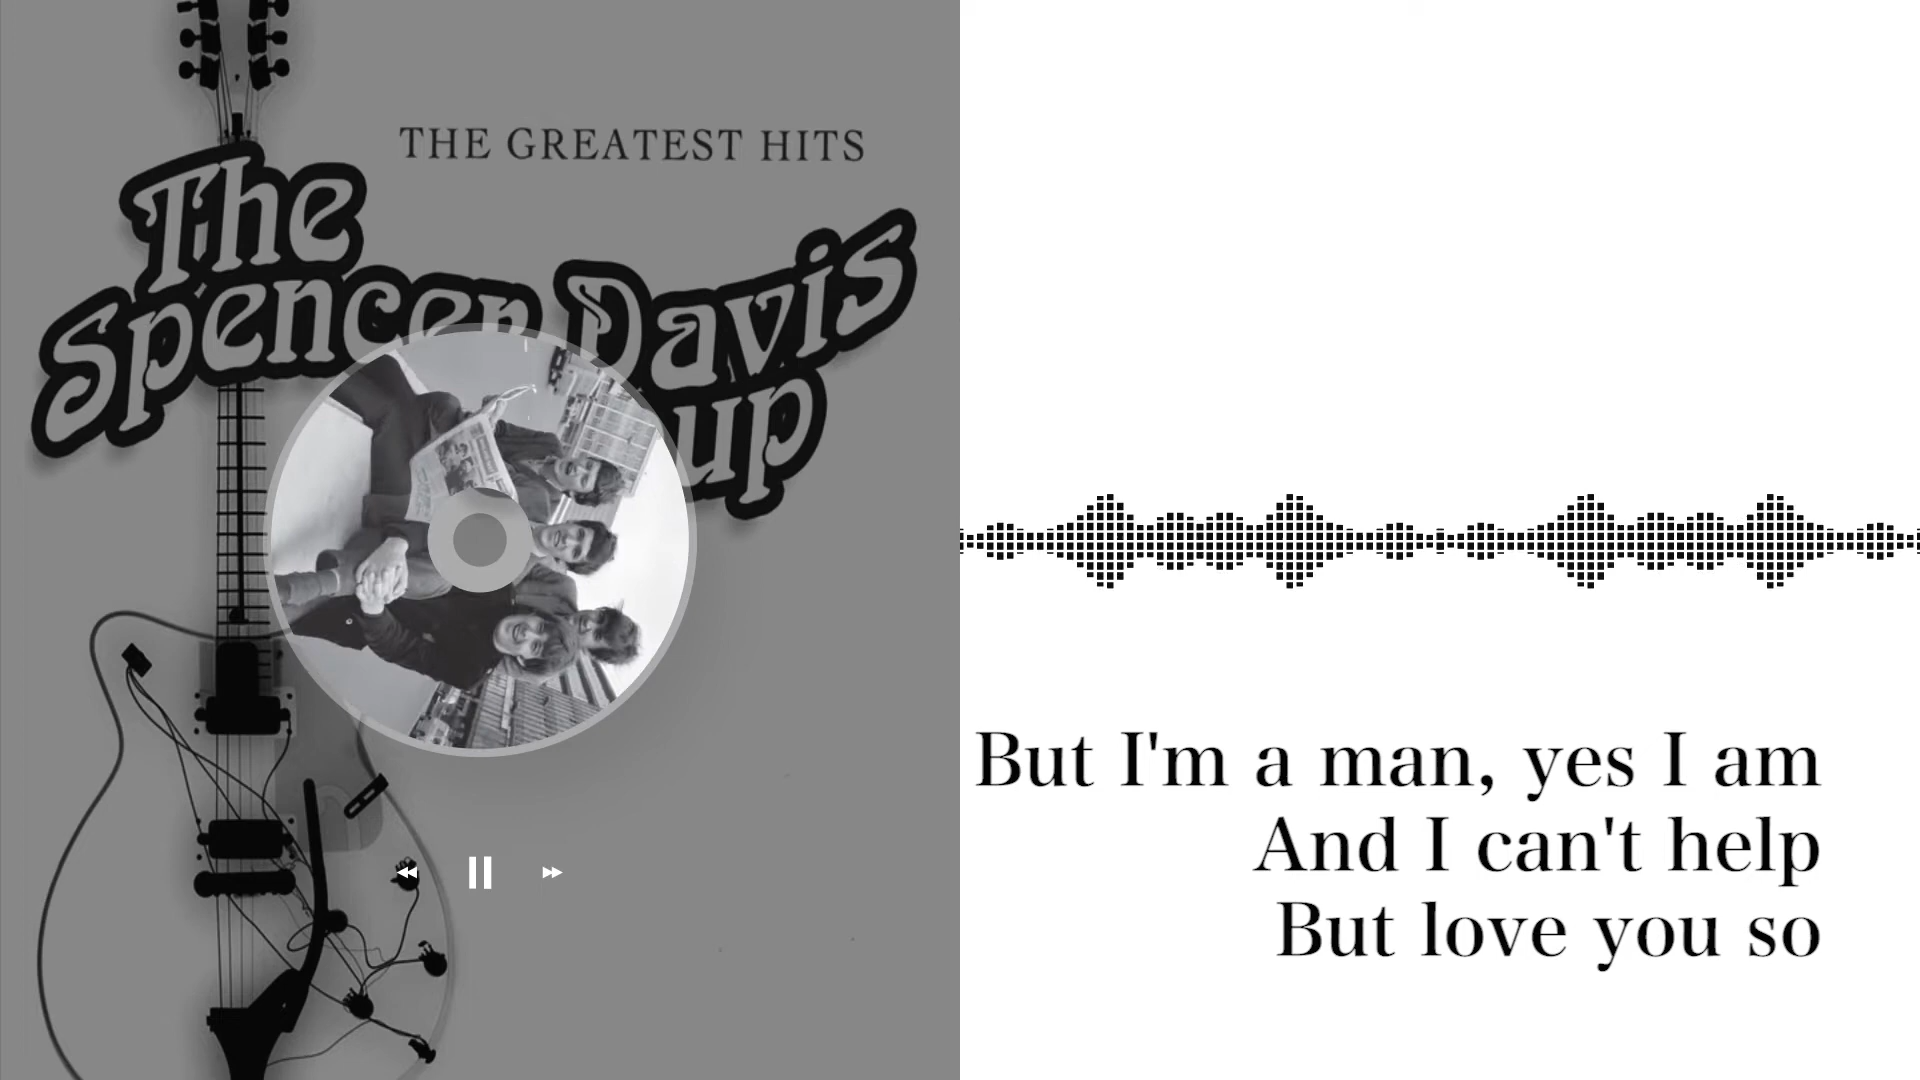 THE GREATEST HITS
The
Spencer Davis
up
But I'm a man, yes I am
And I can't help
But love you so